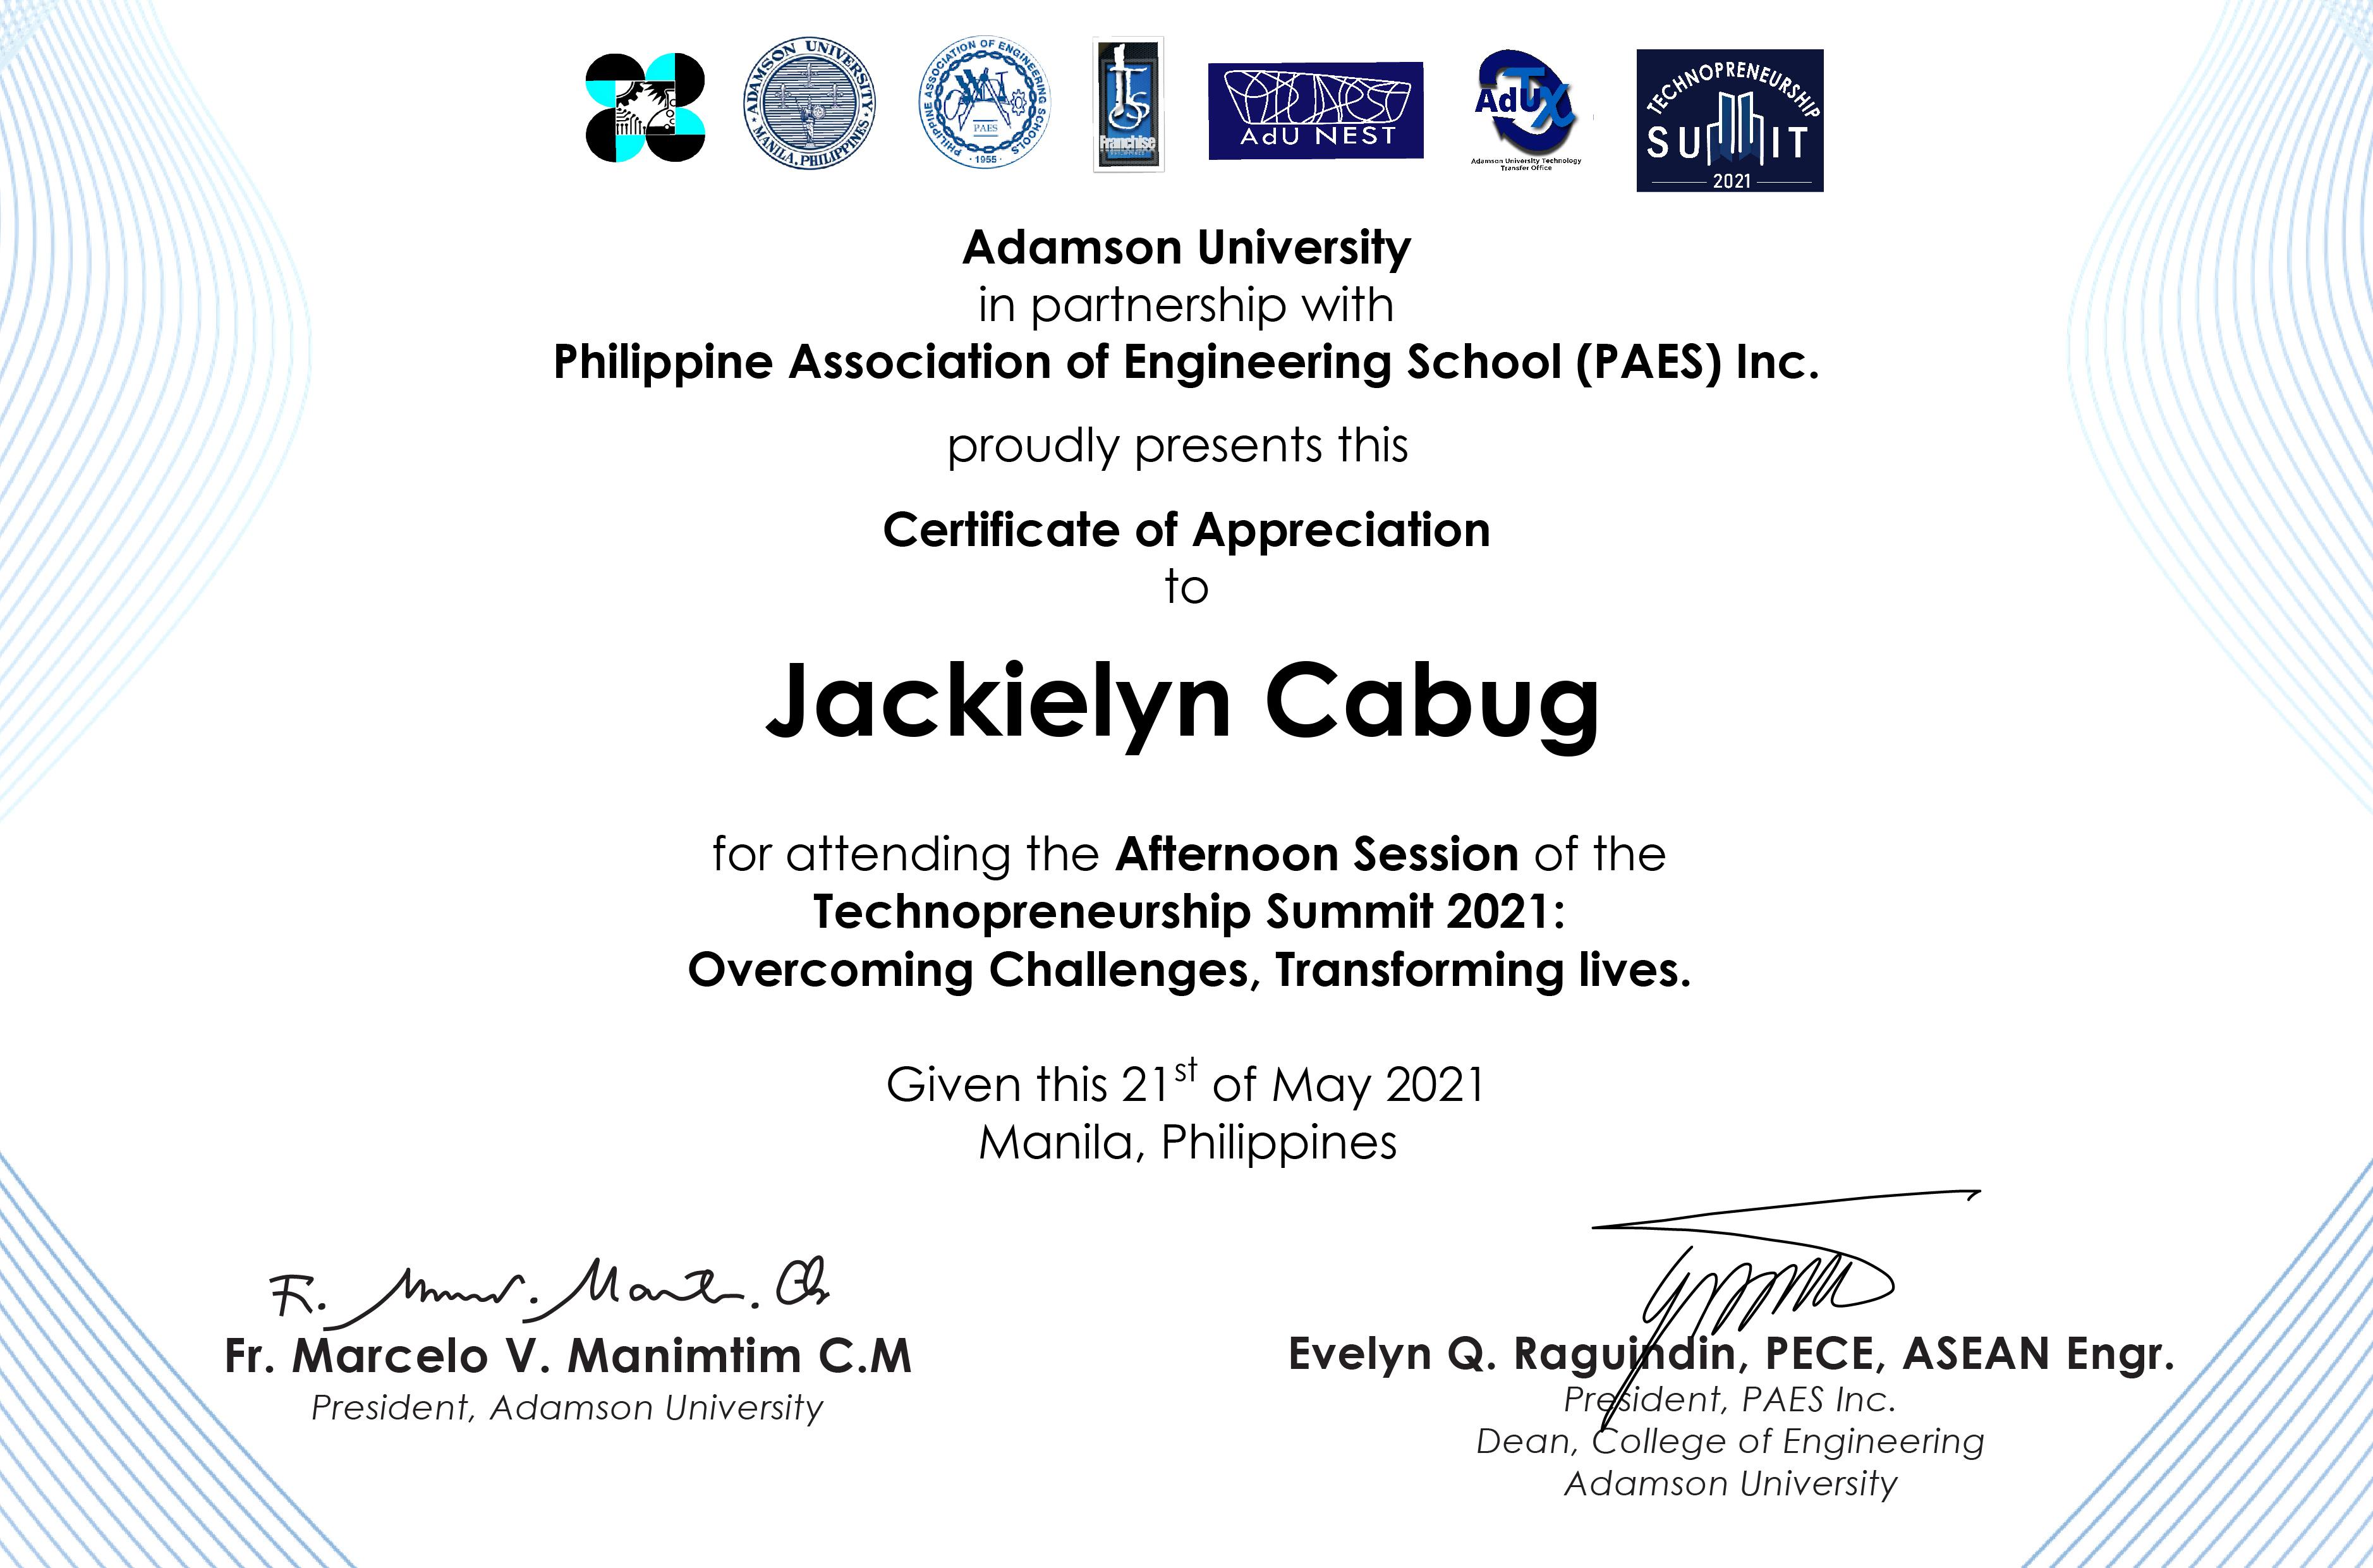 ADAMSON UNIVERSITY
MANILA, PHILIPPINES
PHILIPPINE ASSOCIATION OF ENGINEERING SCHOOLS
PAES
1955
Franchise
AdU NEST
AdUTX
Adamson University Technology
Transfer Office
TECHNOPRENEURSHIP
SUMMIT
2021
Adamson University
in partnership with
Philippine Association of Engineering School (PAES) Inc.
proudly presents this
Certificate of Appreciation
to
Jackielyn Cabug
for attending the Afternoon Session of the
Technopreneurship Summit 2021:
Overcoming Challenges, Transforming lives.
Given this 21st of May 2021
Manila, Philippines
Fr. Marcelo V. Manimtim C.M
President, Adamson University
Evelyn Q. Raguindin, PECE, ASEAN Engr.
President, PAES Inc.
Dean, College of Engineering
Adamson University